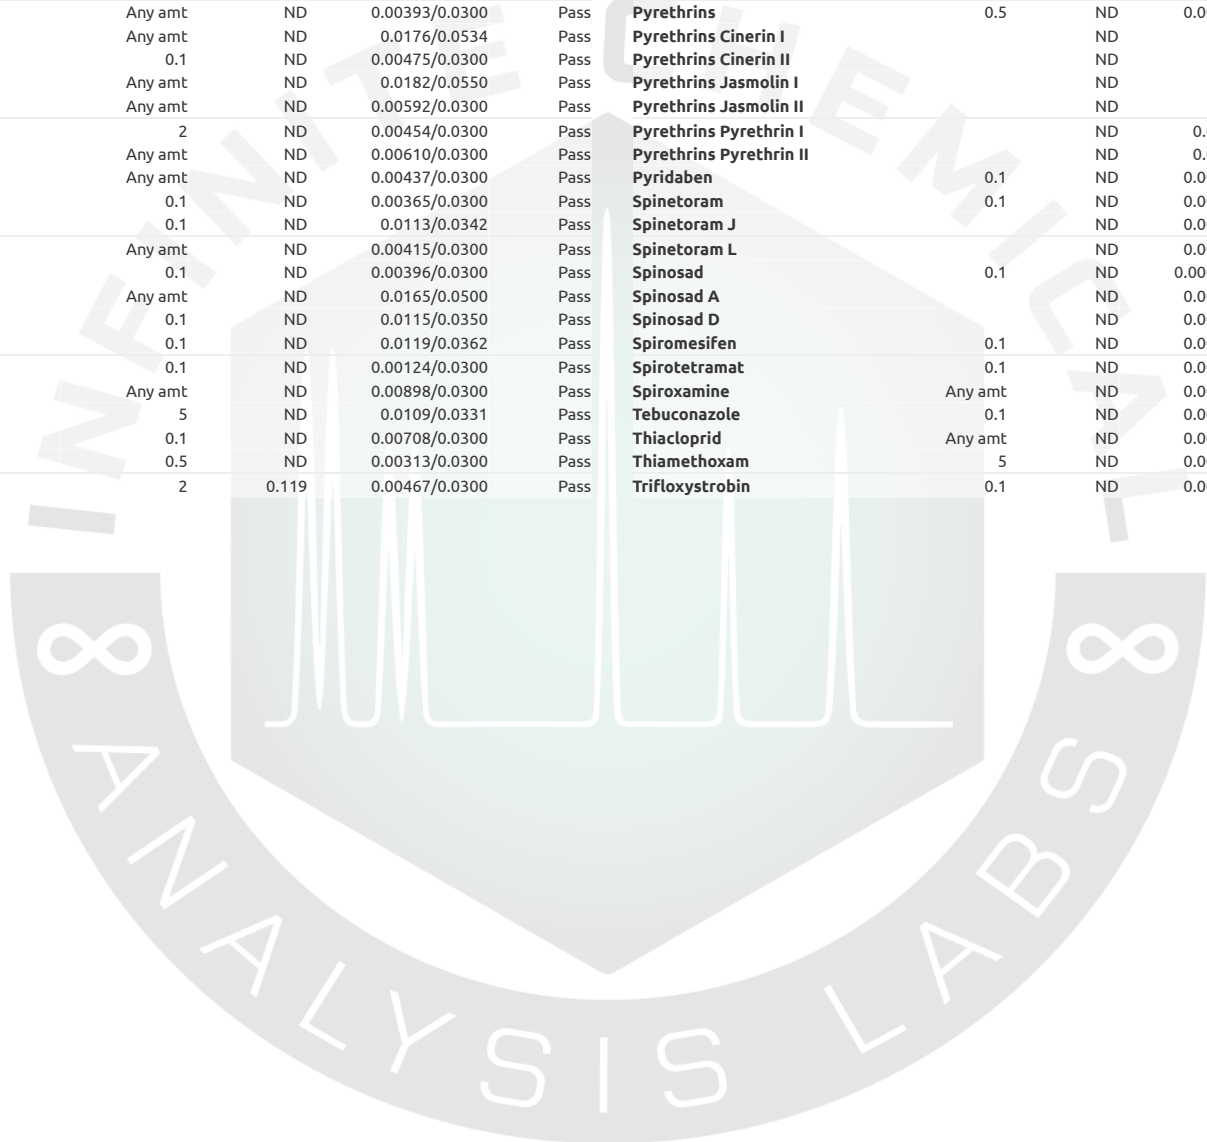 Any amt ND 0.00393/0.0300 Pass Pyrethrins 0.5 ND
Any amt ND 0.0176/0.0534 Pass Pyrethrins Cinerin I ND
0.1 ND 0.00475/0.0300 Pass Pyrethrins Cinerin II ND
Any amt ND 0.0182/0.0550 Pass Pyrethrins Jasmolin I ND
Any amt ND 0.00592/0.0300 Pass Pyrethrins Jasmolin II ND
2 ND 0.00454/0.0300 Pass Pyrethrins Pyrethrin I ND
Any amt ND 0.00610/0.0300 Pass Pyrethrins Pyrethrin II ND
Any amt ND 0.00437/0.0300 Pass Pyridaben 0.1 ND
0.1 ND 0.00365/0.0300 Pass Spinetoram 0.1 ND
0.1 ND 0.0113/0.0342 Pass Spinetoram J ND
Any amt ND 0.00415/0.0300 Pass Spinetoram L ND
0.1 ND 0.00396/0.0300 Pass Spinosad 0.1 ND
Any amt ND 0.0165/0.0500 Pass Spinosad A ND
0.1 ND 0.0115/0.0350 Pass Spinosad D ND
0.1 ND 0.0119/0.0362 Pass Spiromesifen 0.1 ND
0.1 ND 0.00124/0.0300 Pass Spirotetramat 0.1 ND
Any amt ND 0.00898/0.0300 Pass Spiroxamine Any amt ND
5 ND 0.0109/0.0331 Pass Tebuconazole 0.1 ND
0.1 ND 0.00708/0.0300 Pass Thiacloprid Any amt ND
0.5 ND 0.00313/0.0300 Pass Thiamethoxam 5 ND
2 0.119 0.00467/0.0300 Pass Trifloxystrobin 0.1 ND
INFINITE CHEMICAL
ANALYSIS LABS